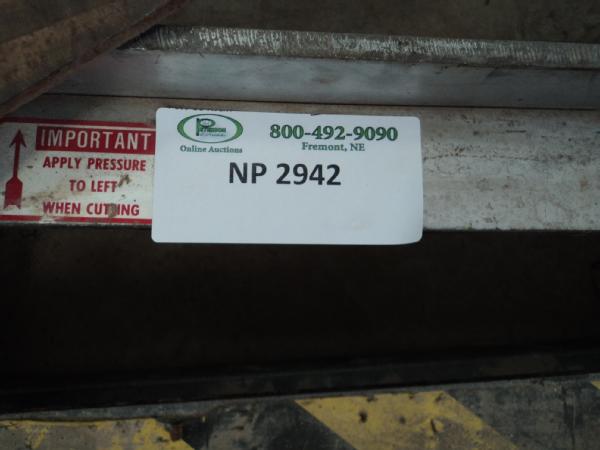 IMPORTANT
APPLY PRESSURE
TO LEFT
WHEN CUTTING
Online Auctions
800-492-9090
Fremont, NE
NP 2942